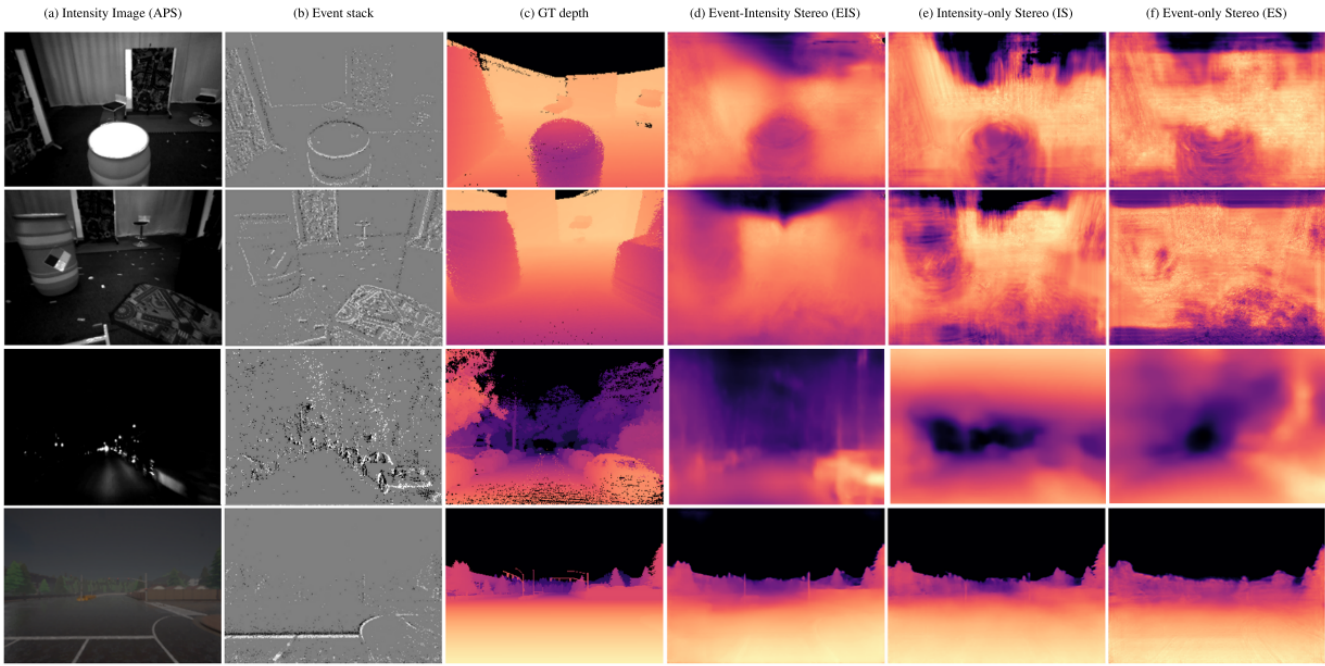 (a) Intensity Image (APS)
(b) Event stack
(c) GT depth
(d) Event-Intensity Stereo (EIS)
(e) Intensity-only Stereo (IS)
(f) Event-only Stereo (ES)